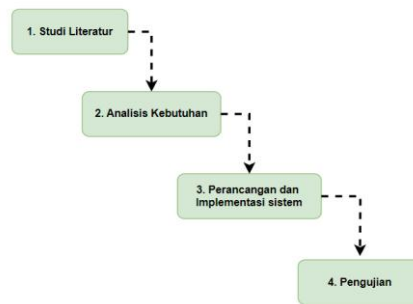 1. Studi Literatur
2. Analisis Kebutuhan
3. Perancangan dan
Implementasi sistem
4. Pengujian